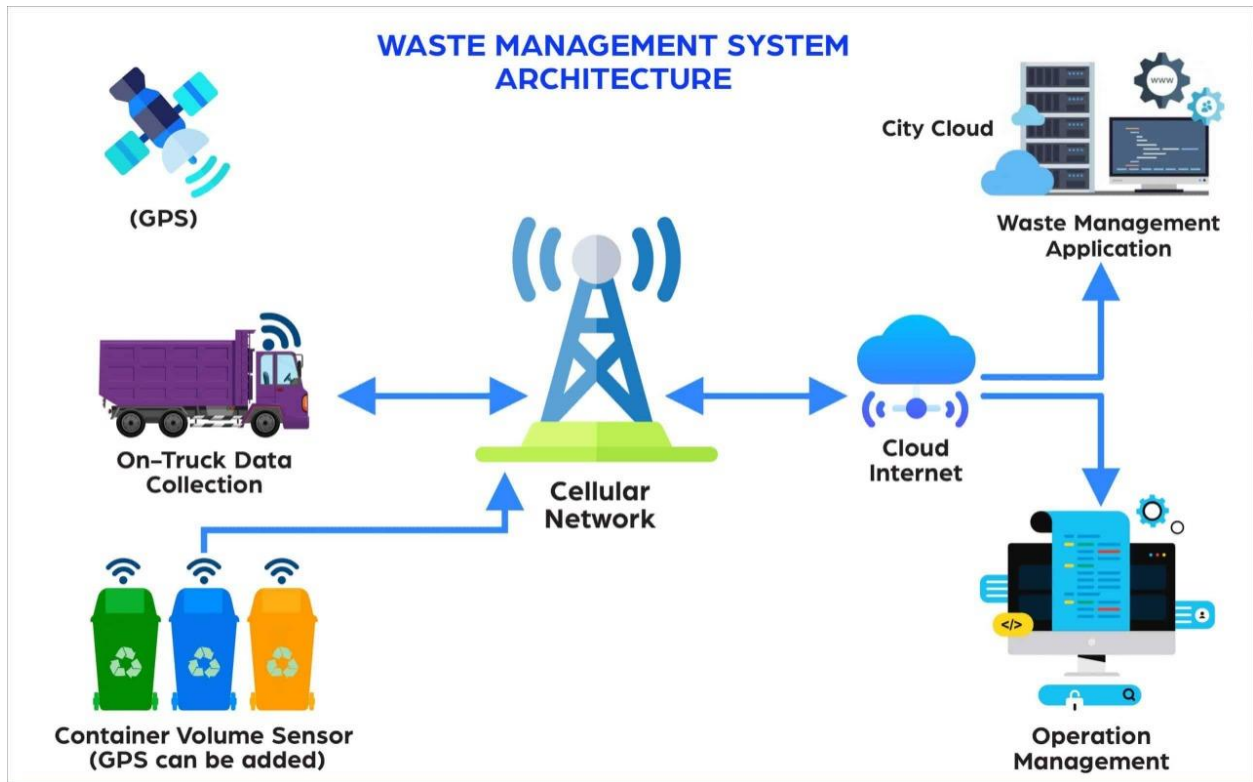 WASTE MANAGEMENT SYSTEM
ARCHITECTURE
(GPS)
City Cloud
www
Waste Management
Application
On-Truck Data
Collection
Cellular
Network
Cloud
Internet
Container Volume Sensor
(GPS can be added)
</>
Operation
Management